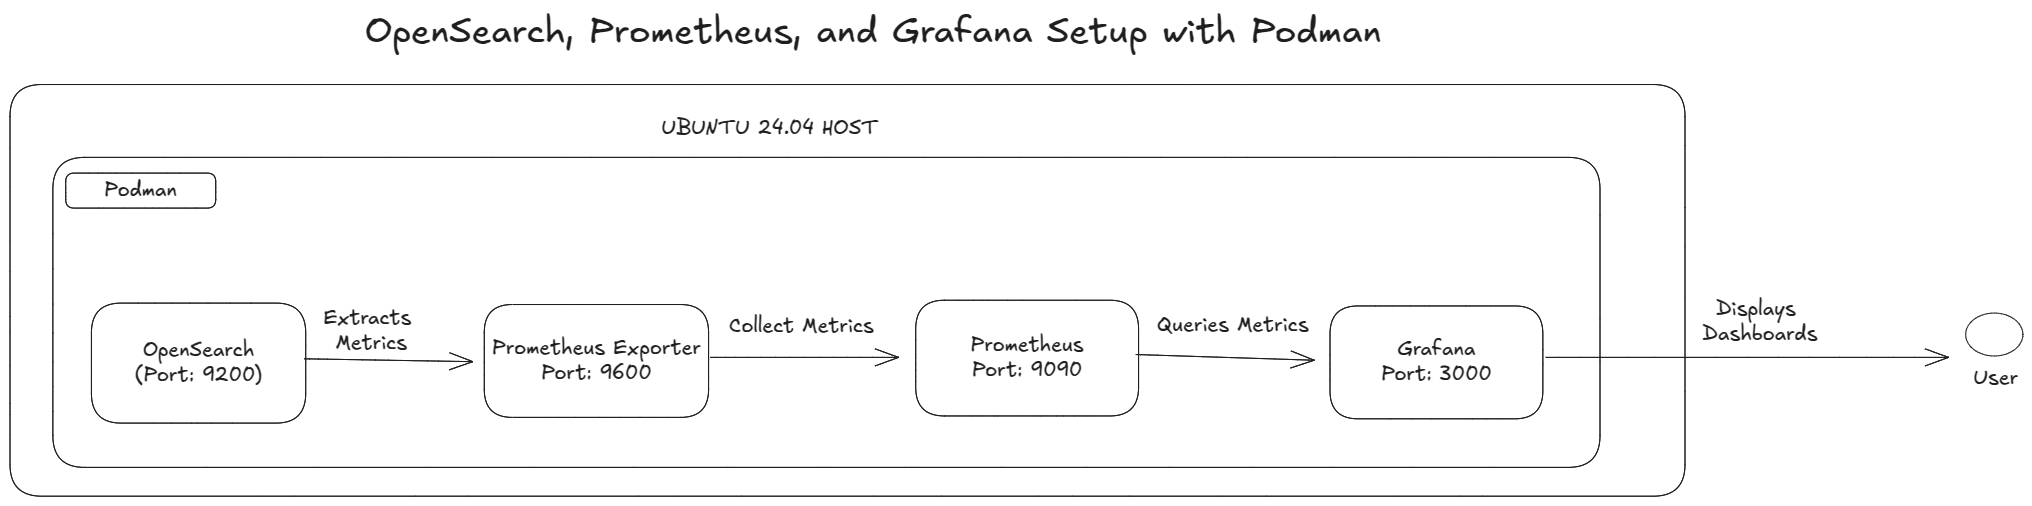 OpenSearch, Prometheus, and Grafana Setup with Podman
UBUNTU 24.04 HOST
Podman
OpenSearch
(Port: 9200)
Extracts
Metrics
Prometheus Exporter
Port: 9600
Collect Metrics
Prometheus
Port: 9090
Queries Metrics
Grafana
Port: 3000
Displays
Dashboards
User